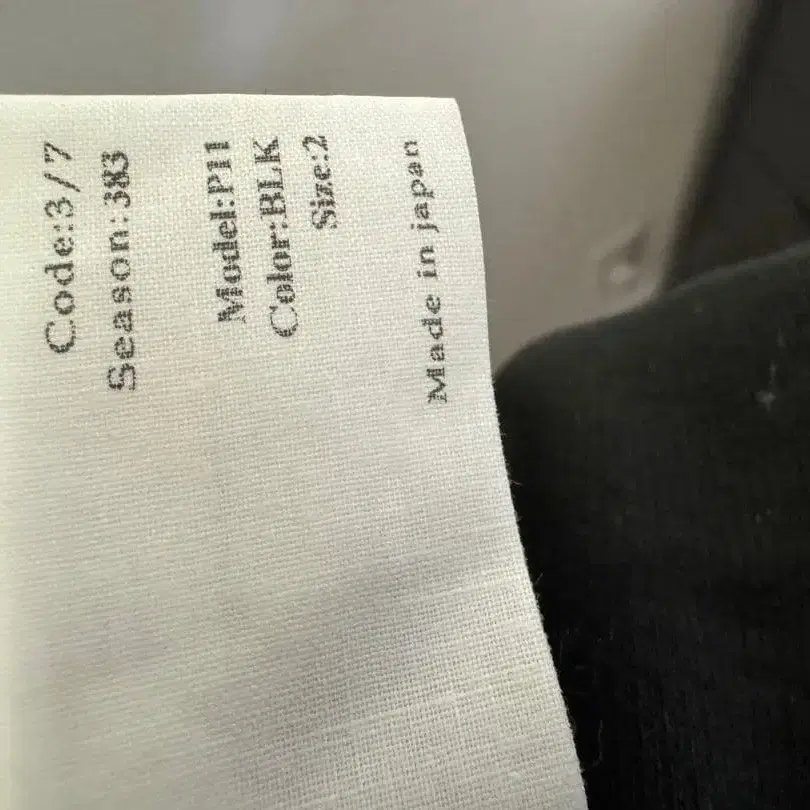 Code:3/7
Season:383
Model:P11
Color:BLK
Size:2
Made in japan